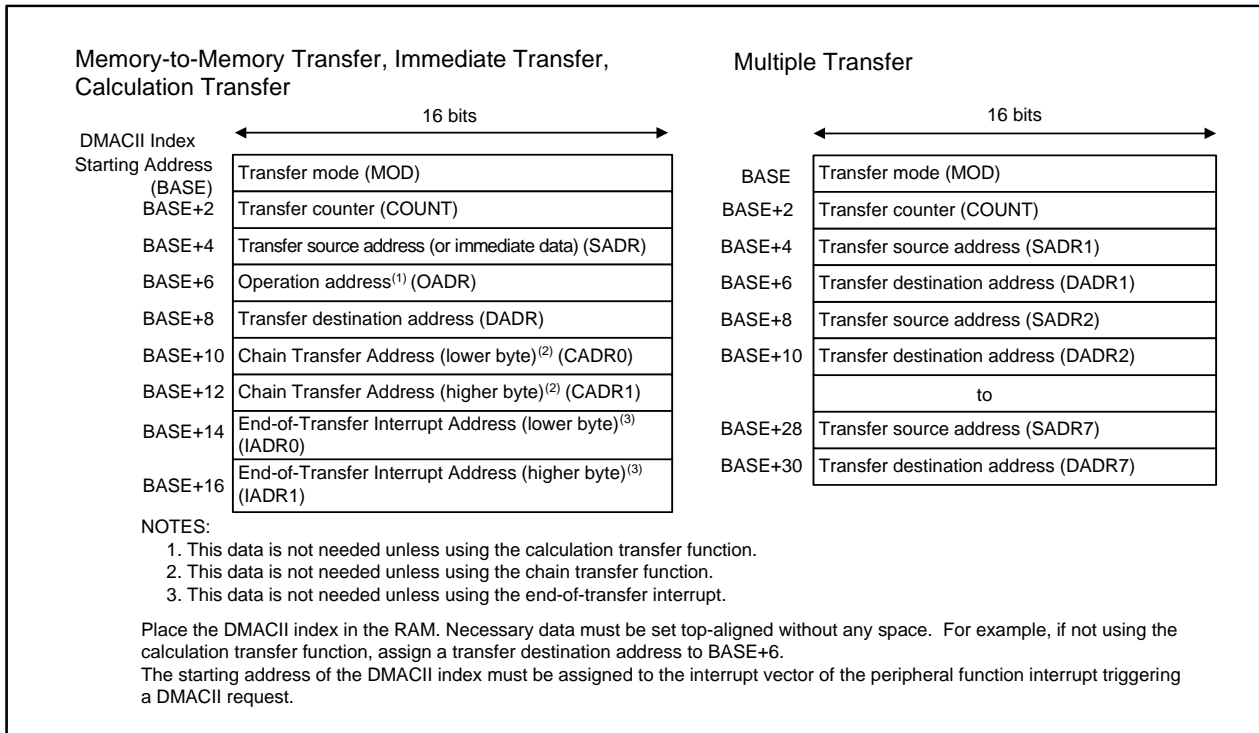 Memory-to-Memory Transfer, Immediate Transfer,
Calculation Transfer
16 bits
DMACII Index
Starting Address
(BASE)
Transfer mode (MOD)
BASE+2 Transfer counter (COUNT)
BASE+4 Transfer source address (or immediate data) (SADR)
BASE+6 Operation address(1) (OADR)
BASE+8 Transfer destination address (DADR)
BASE+10 Chain Transfer Address (lower byte)(2) (CADR0)
BASE+12 Chain Transfer Address (higher byte)(2) (CADR1)
BASE+14 End-of-Transfer Interrupt Address (lower byte)(3)
(IADR0)
BASE+16 End-of-Transfer Interrupt Address (higher byte)(3)
(IADR1)
Multiple Transfer
16 bits
BASE Transfer mode (MOD)
BASE+2 Transfer counter (COUNT)
BASE+4 Transfer source address (SADR1)
BASE+6 Transfer destination address (DADR1)
BASE+8 Transfer source address (SADR2)
BASE+10 Transfer destination address (DADR2)
to
BASE+28 Transfer source address (SADR7)
BASE+30 Transfer destination address (DADR7)
NOTES:
1. This data is not needed unless using the calculation transfer function.
2. This data is not needed unless using the chain transfer function.
3. This data is not needed unless using the end-of-transfer interrupt.
Place the DMACII index in the RAM. Necessary data must be set top-aligned without any space. For example, if not using the
calculation transfer function, assign a transfer destination address to BASE+6.
The starting address of the DMACII index must be assigned to the interrupt vector of the peripheral function interrupt triggering
a DMACII request.